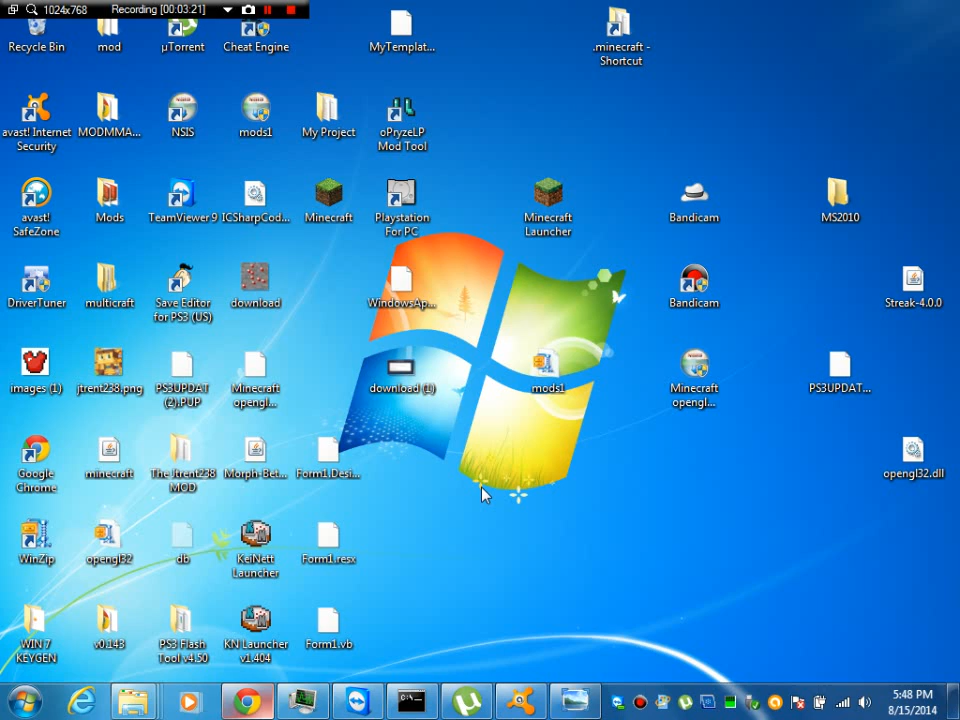 1024x768 Recording [00:03:21]
Recycle Bin
mod
µTorrent
Cheat Engine
MyTemplat...
.minecraft -
Shortcut
avast! Internet
Security
MODMMA...
NSIS
mods1
My Project
oPryzeLP
Mod Tool
avast!
SafeZone
Mods
TeamViewer 9
ICSharpCod...
Minecraft
Playstation
For PC
Minecraft
Launcher
Bandicam
MS2010
DriverTuner
multicraft
Save Editor
for PS3 (US)
download
WindowsAp...
Bandicam
Streak-4.0.0
images (1)
jtrent238.png
PS3UPDAT
(2).PUP
Minecraft
opengl...
download (1)
mods1
Minecraft
opengl...
PS3UPDAT...
Google
Chrome
minecraft
The Jtrent238
MOD
Morph-Bet...
Form1.Desi...
opengl32.dll
WinZip
opengl32
db
KeiNett
Launcher
Form1.resx
WIN 7
KEYGEN
v0.143
PS3 Flash
Tool v4.50
KN Launcher
v1.404
Form1.vb
5:48 PM
8/15/2014